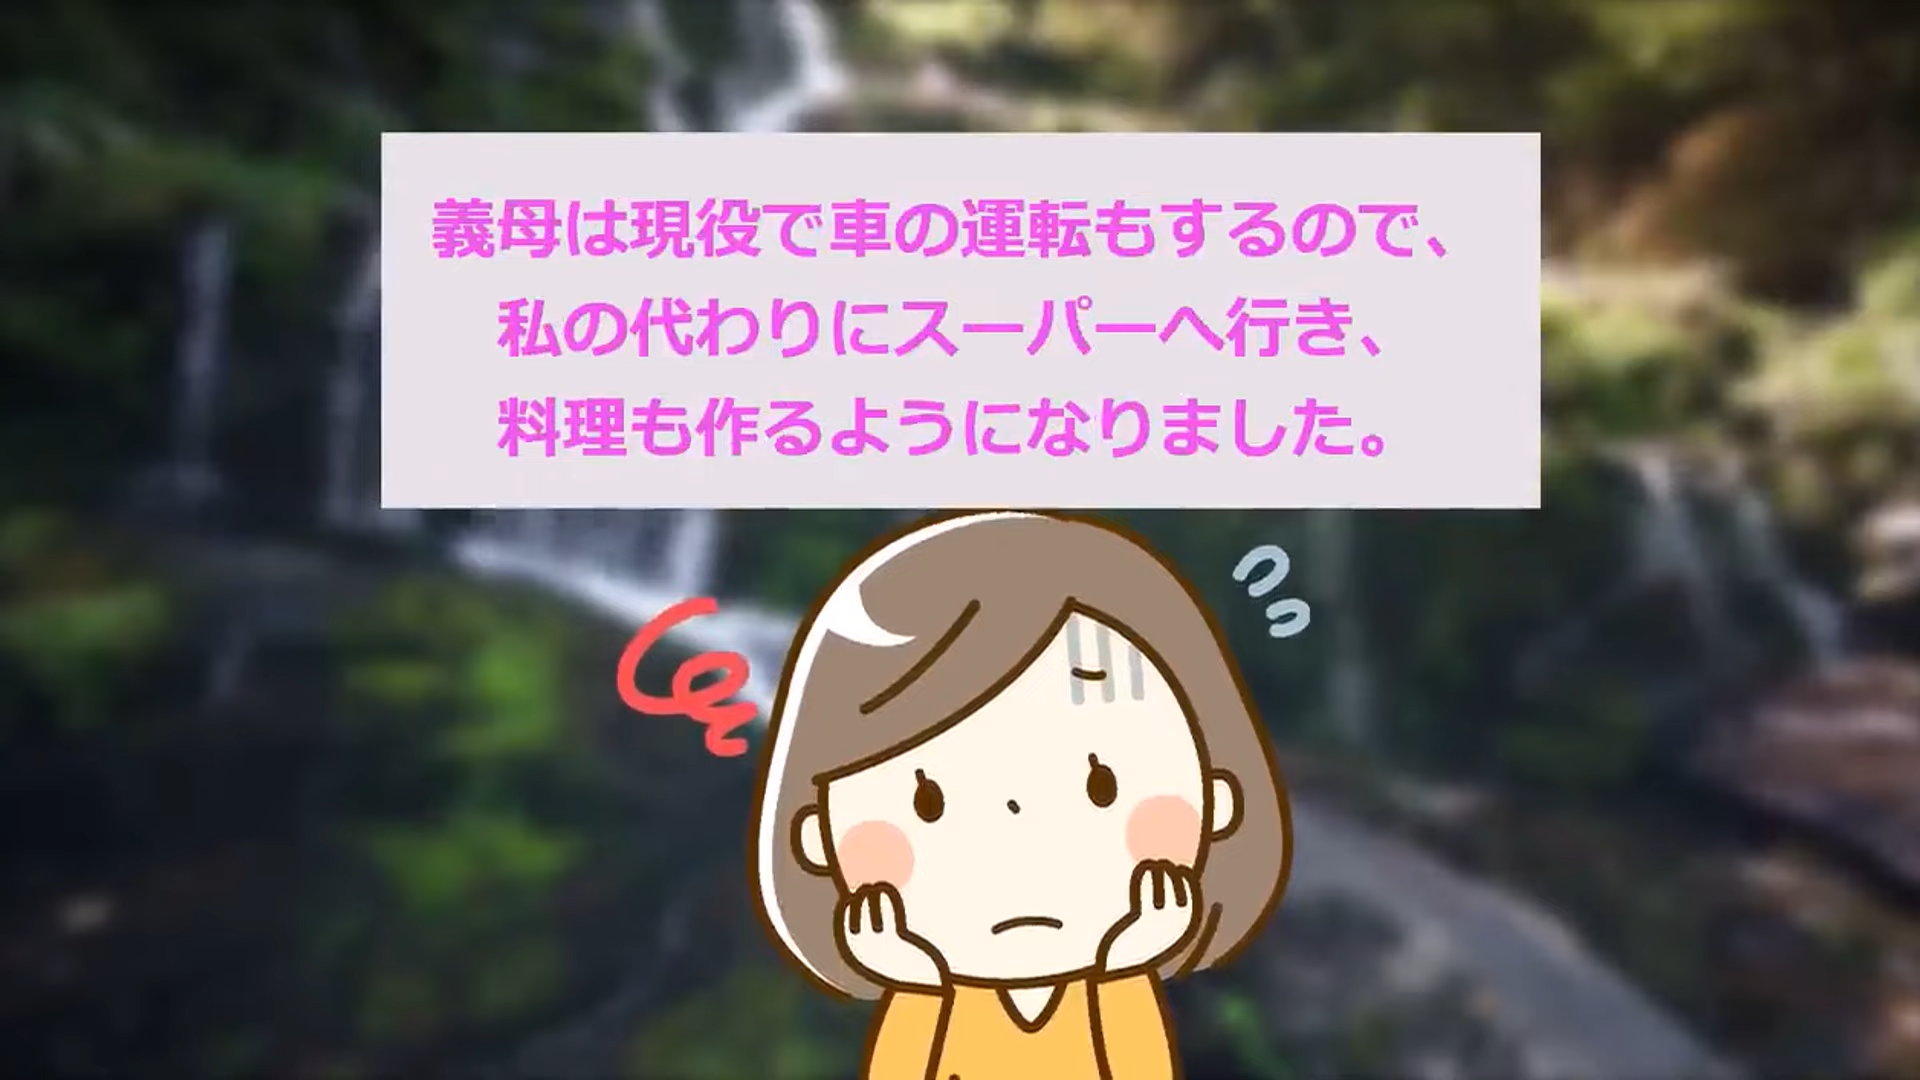 義母は現役で車の運転もするので、
私の代わりにスーパーへ行き、
料理も作るようになりました。